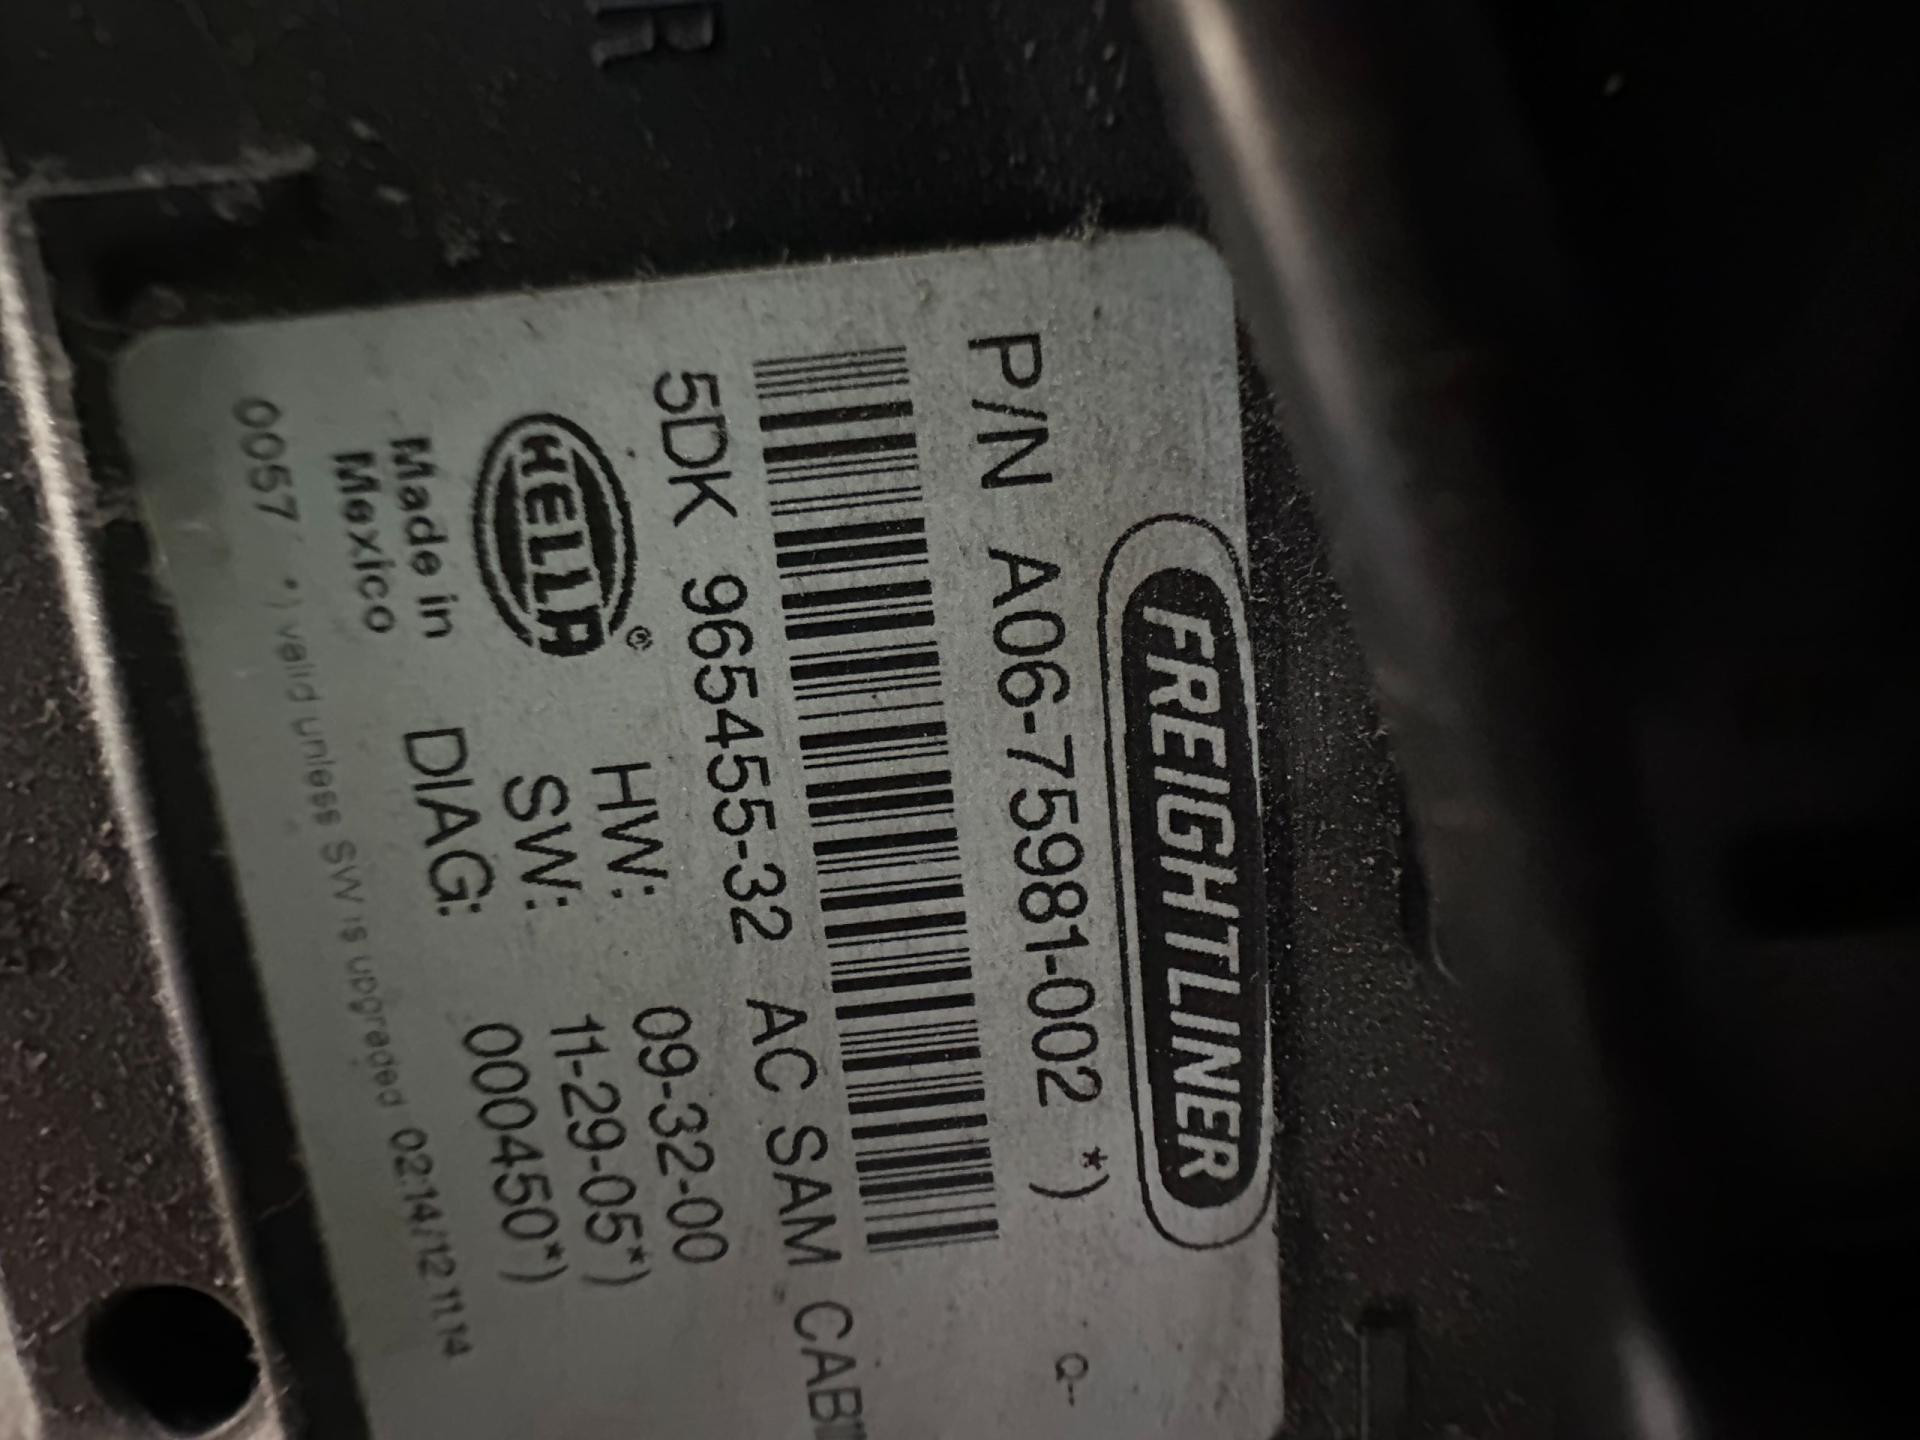 FREIGHTLINER
P/N A06-75981-002 *) Q--
5DK 965455-32 AC SAM CAB
HELLA ®
HW: 09-32-00
SW: 11-29-05*)
Made in
Mexico
DIAG: 000450*)
0057 *) valid unless SW is upgreded 02:14/12.11.14